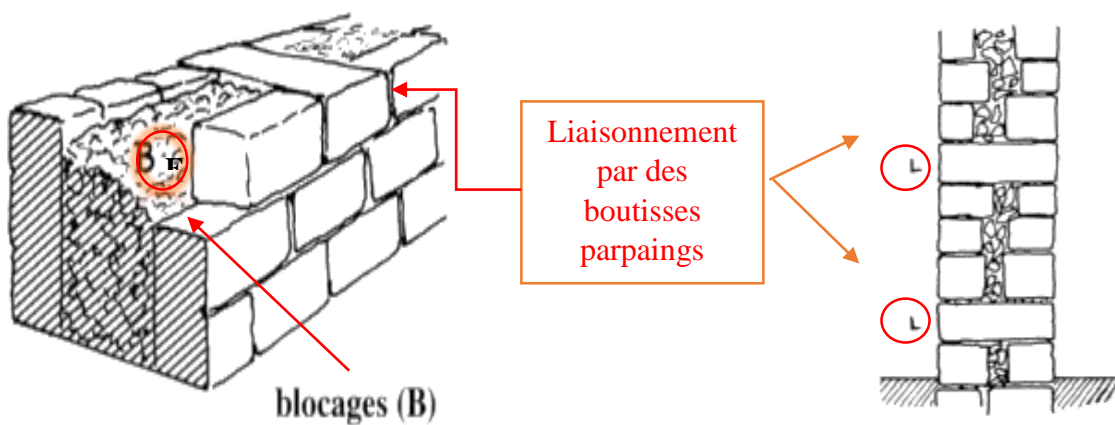 B F
Liaisonnement
par des
boutisses
parpaings
L
L
blocages (B)